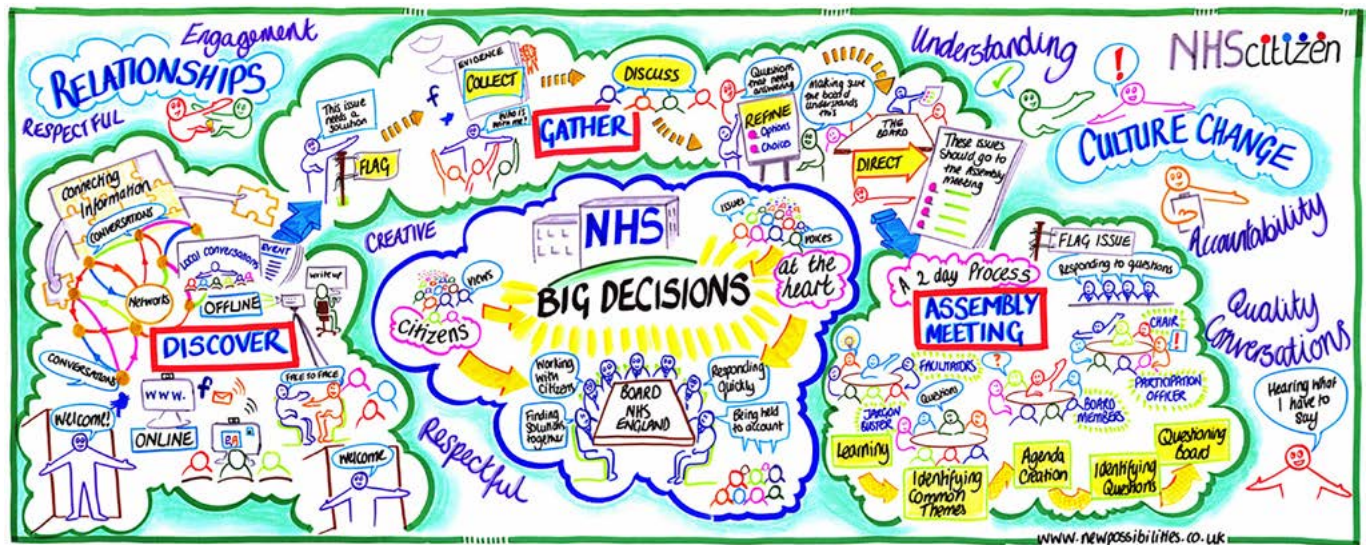 Engagement
RELATIONSHIPS
RESPECTFUL
This issue
needs a
solution
FLAG
EVIDENCE
COLLECT
f
who is
with me?
GATHER
DISCUSS
Questions
that need
answering
REFINE
Options
Choices
Making sure
the board
understands
this
THE
BOARD
DIRECT
These issues
should go to
the Assembly
Meeting
Understanding
!
NHS citizen
CULTURE CHANGE
Accountability
Quality
Conversations
Hearing what
I have to
say
Connecting
Information
CONVERSATIONS
Networks
Local conversations
OFFLINE
EVENT
write up
DISCOVER
CONVERSATIONS
www.
f
ONLINE
FACE TO FACE
Welcome!
Welcome
CREATIVE
Respectful
NHS
BIG DECISIONS
views
Citizens
issues
voices
at the
heart
Working
with
Citizens
Finding
Solutions
together
BOARD
NHS
ENGLAND
Responding
Quickly
Being held
to account
FLAG ISSUE
A 2 day Process
ASSEMBLY
MEETING
Responding to questions
CHAIR
!
FACILITATORS
?
PARTICIPATION
OFFICER
JARGON
BUSTER
Questions
BOARD
MEMBERS
Learning
Identifying
Common
Themes
Agenda
Creation
Identifying
Questions
Questioning
Board
www.newpossibilities.co.uk